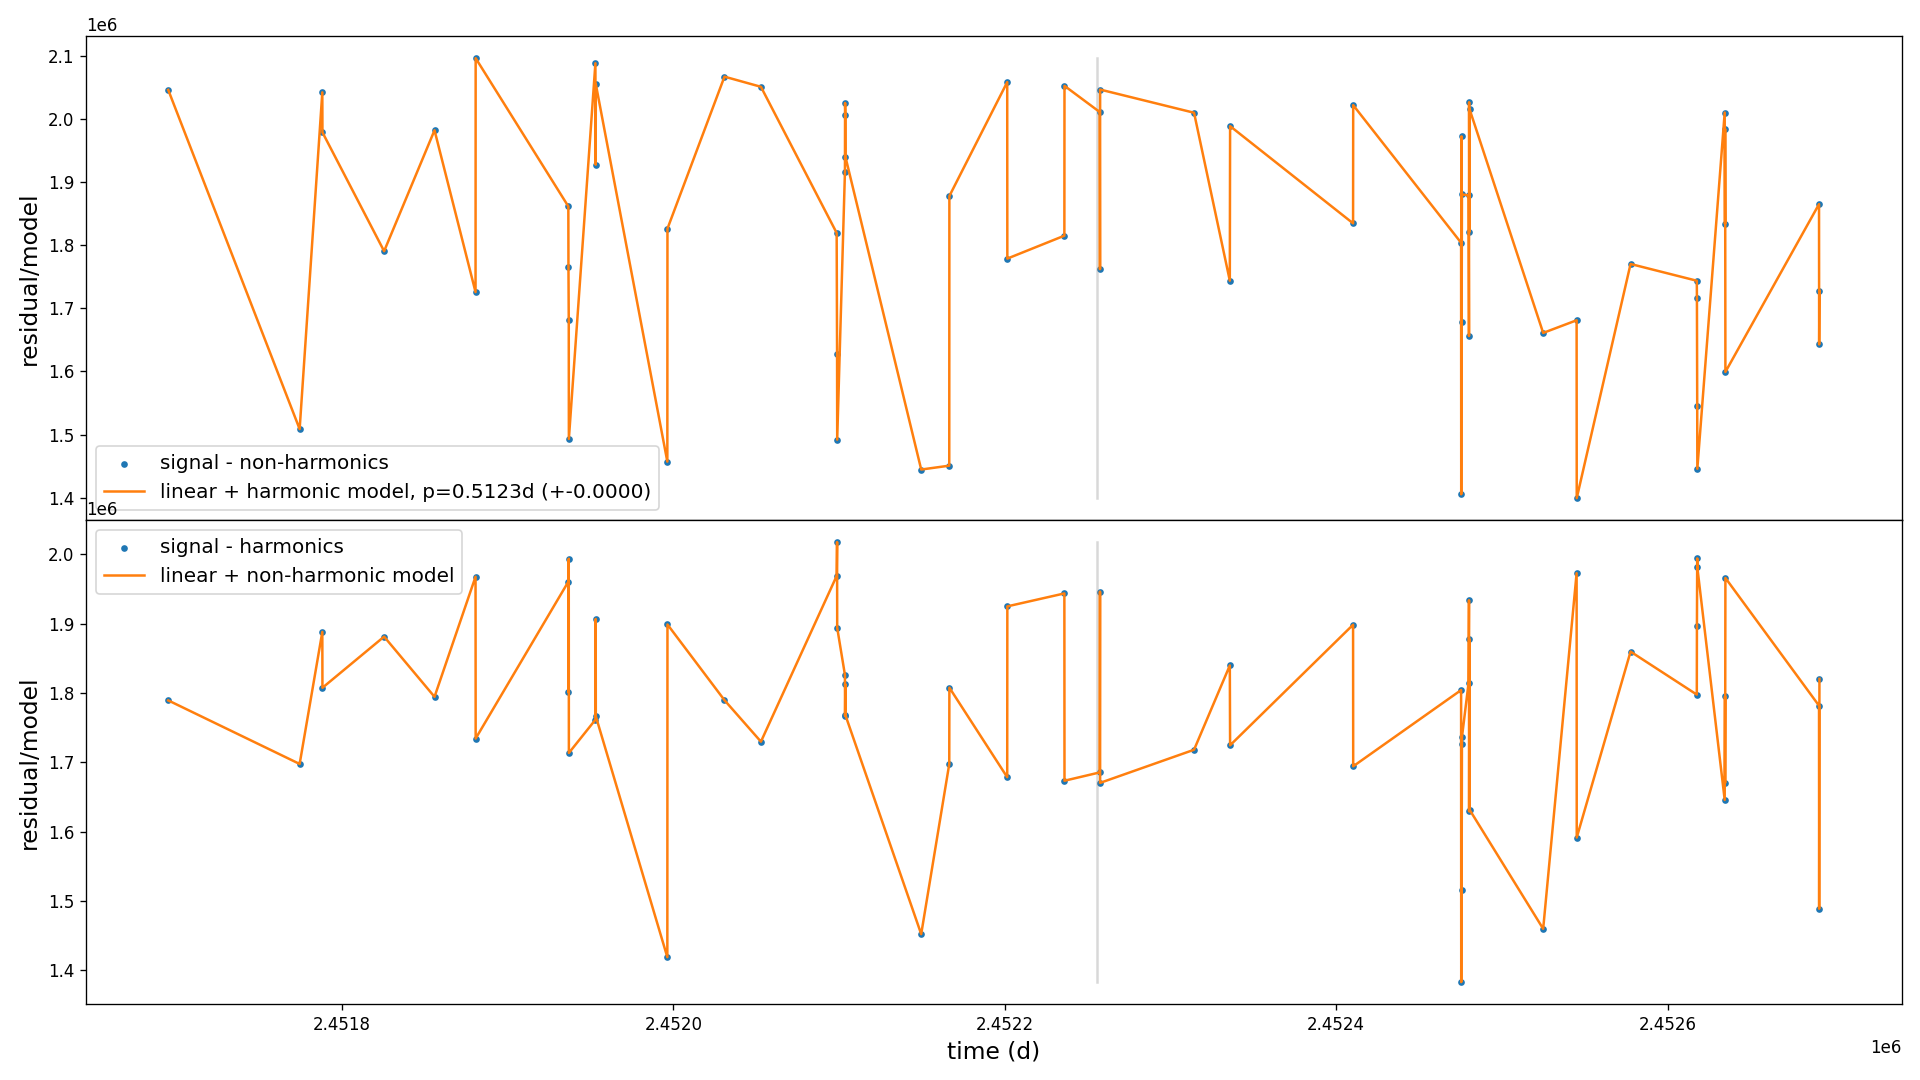 1e6
2.1
2.0
1.9
1.8
1.7
1.6
1.5
1.4
residual/model
signal - non-harmonics
linear + harmonic model, p=0.5123d (+-0.0000)
1e6
2.0
1.9
1.8
1.7
1.6
1.5
1.4
residual/model
signal - harmonics
linear + non-harmonic model
2.4518 2.4520 2.4522 2.4524 2.4526
1e6
time (d)